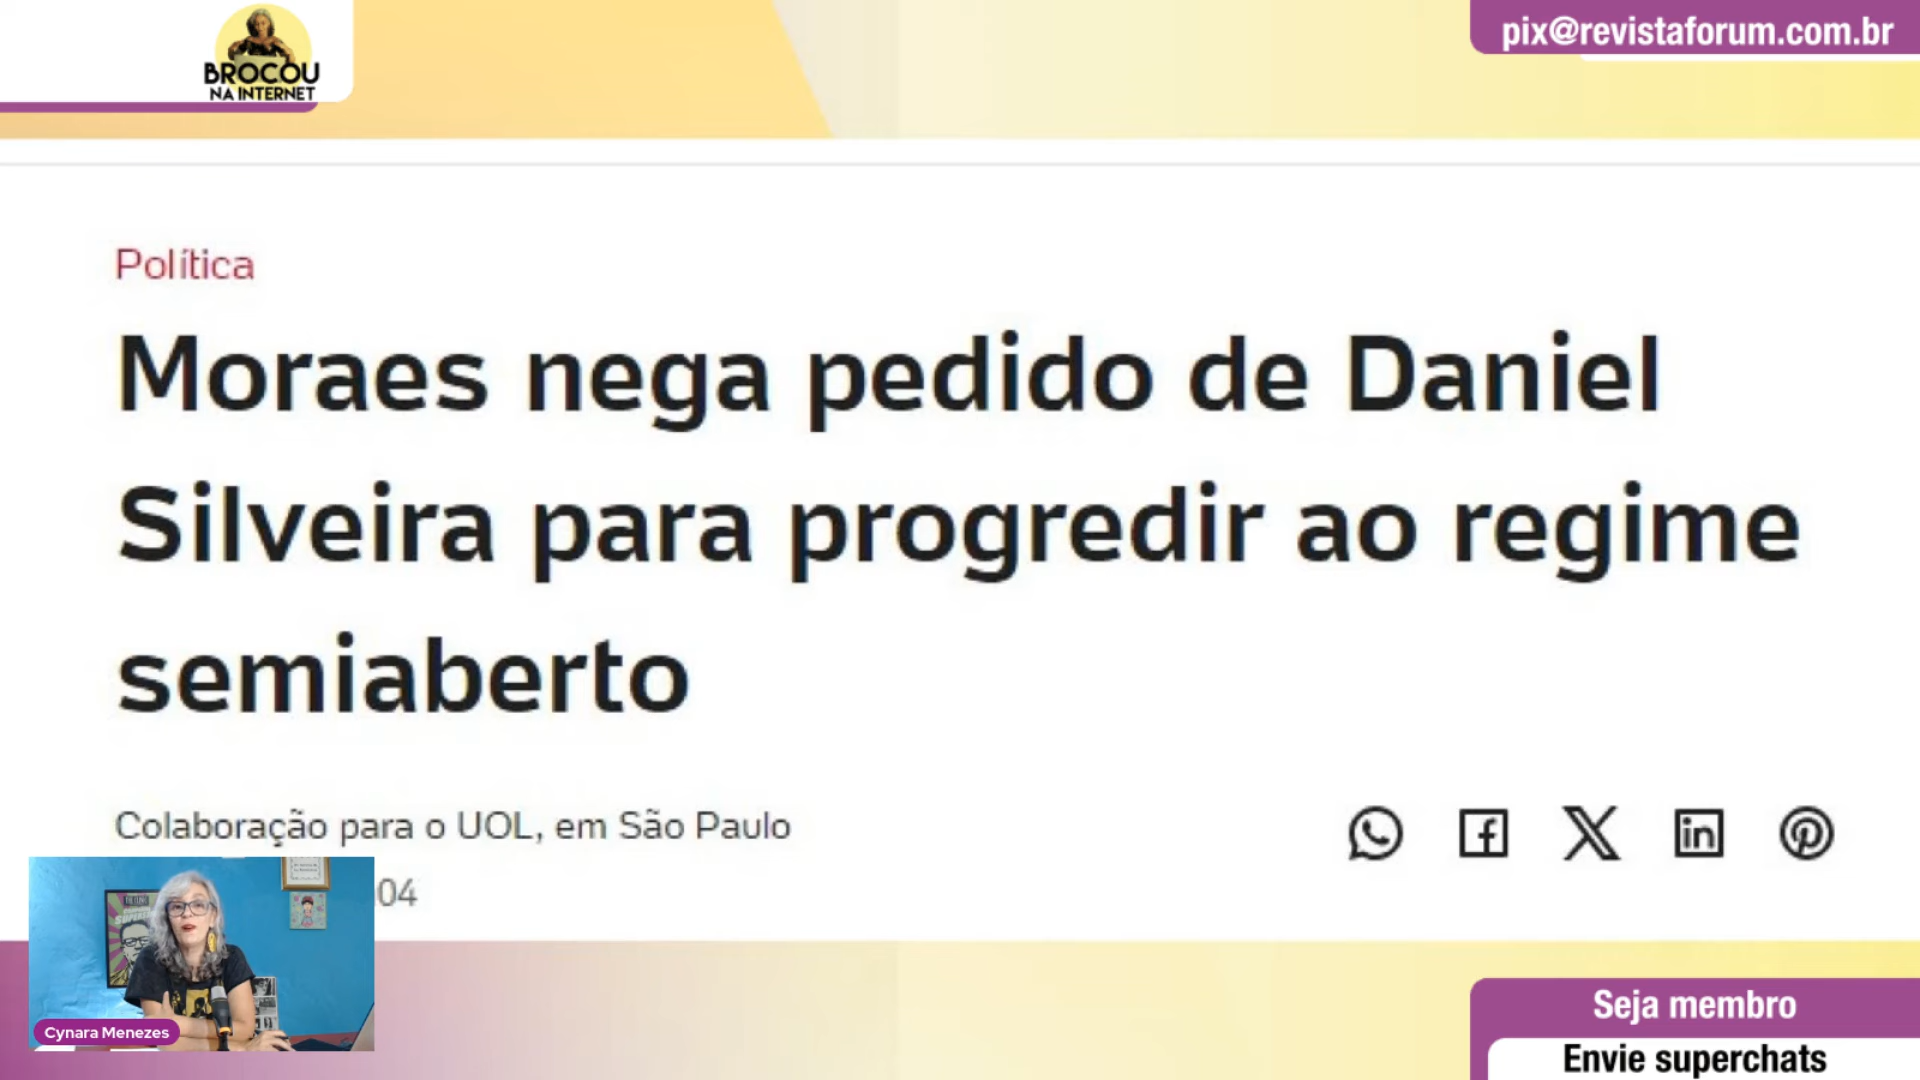 BROCOU
NA INTERNET
pix@revistaforum.com.br
Política
Moraes nega pedido de Daniel
Silveira para progredir ao regime
semiaberto
Colaboração para o UOL, em São Paulo
04
Cynara Menezes
Seja membro
Envie superchats